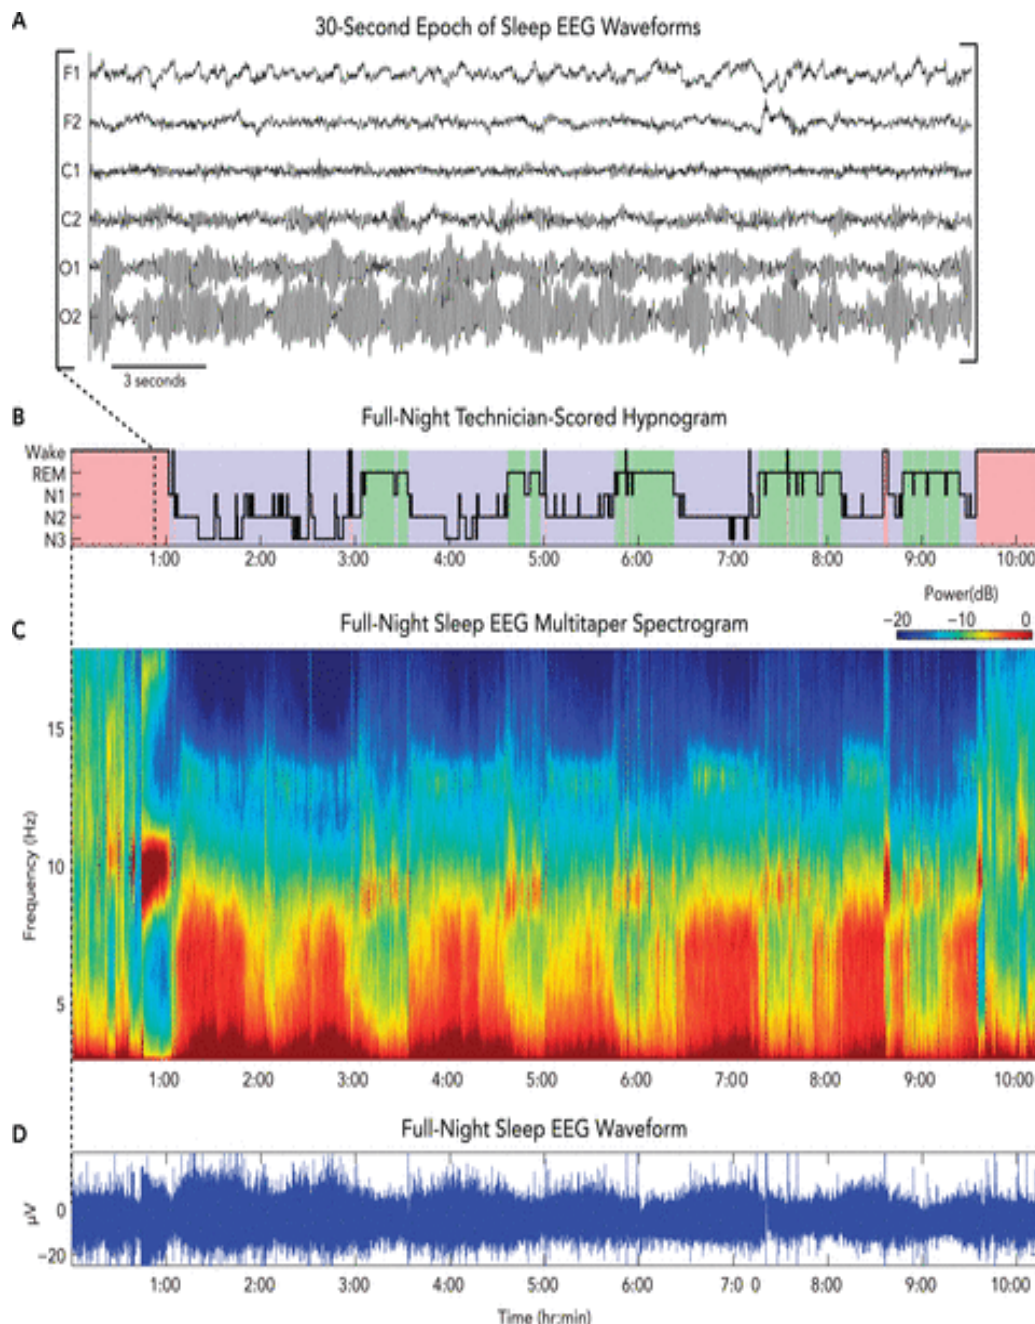 A
30-Second Epoch of Sleep EEG Waveforms
F1
F2
C1
C2
O1
O2
3 seconds
B
Full-Night Technician-Scored Hypnogram
Wake
REM
N1
N2
N3
1:00 2:00 3:00 4:00 5:00 6:00 7:00 8:00 9:00 10:00
Power(dB)
−20 −10 0
C
Full-Night Sleep EEG Multitaper Spectrogram
15
10
5
Frequency (Hz)
1:00 2:00 3:00 4:00 5:00 6:00 7:00 8:00 9:00 10:00
D
Full-Night Sleep EEG Waveform
0
−20
μV
1:00 2:00 3:00 4:00 5:00 6:00 7:0 0 8:00 9:00 10:00
Time (hr:min)